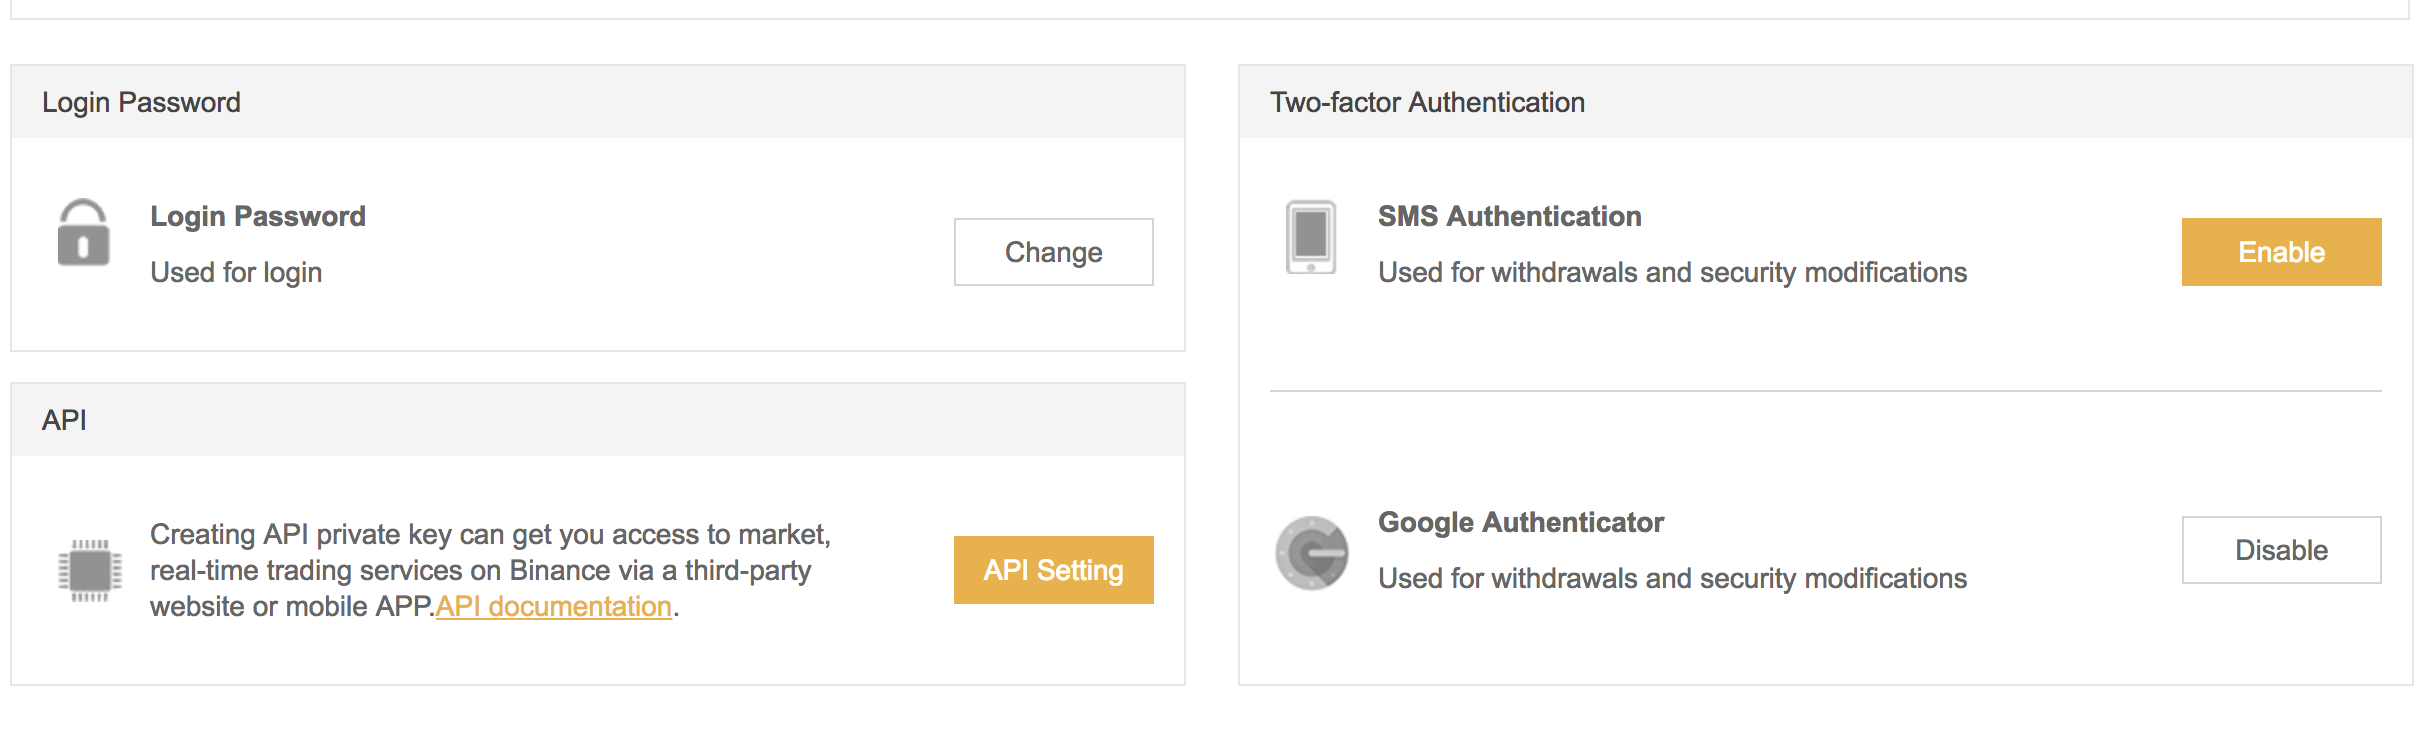 Login Password
Login Password
Used for login
Change
API
Creating API private key can get you access to market,
real-time trading services on Binance via a third-party
website or mobile APP.API documentation.
API Setting
Two-factor Authentication
SMS Authentication
Used for withdrawals and security modifications
Enable
Google Authenticator
Used for withdrawals and security modifications
Disable